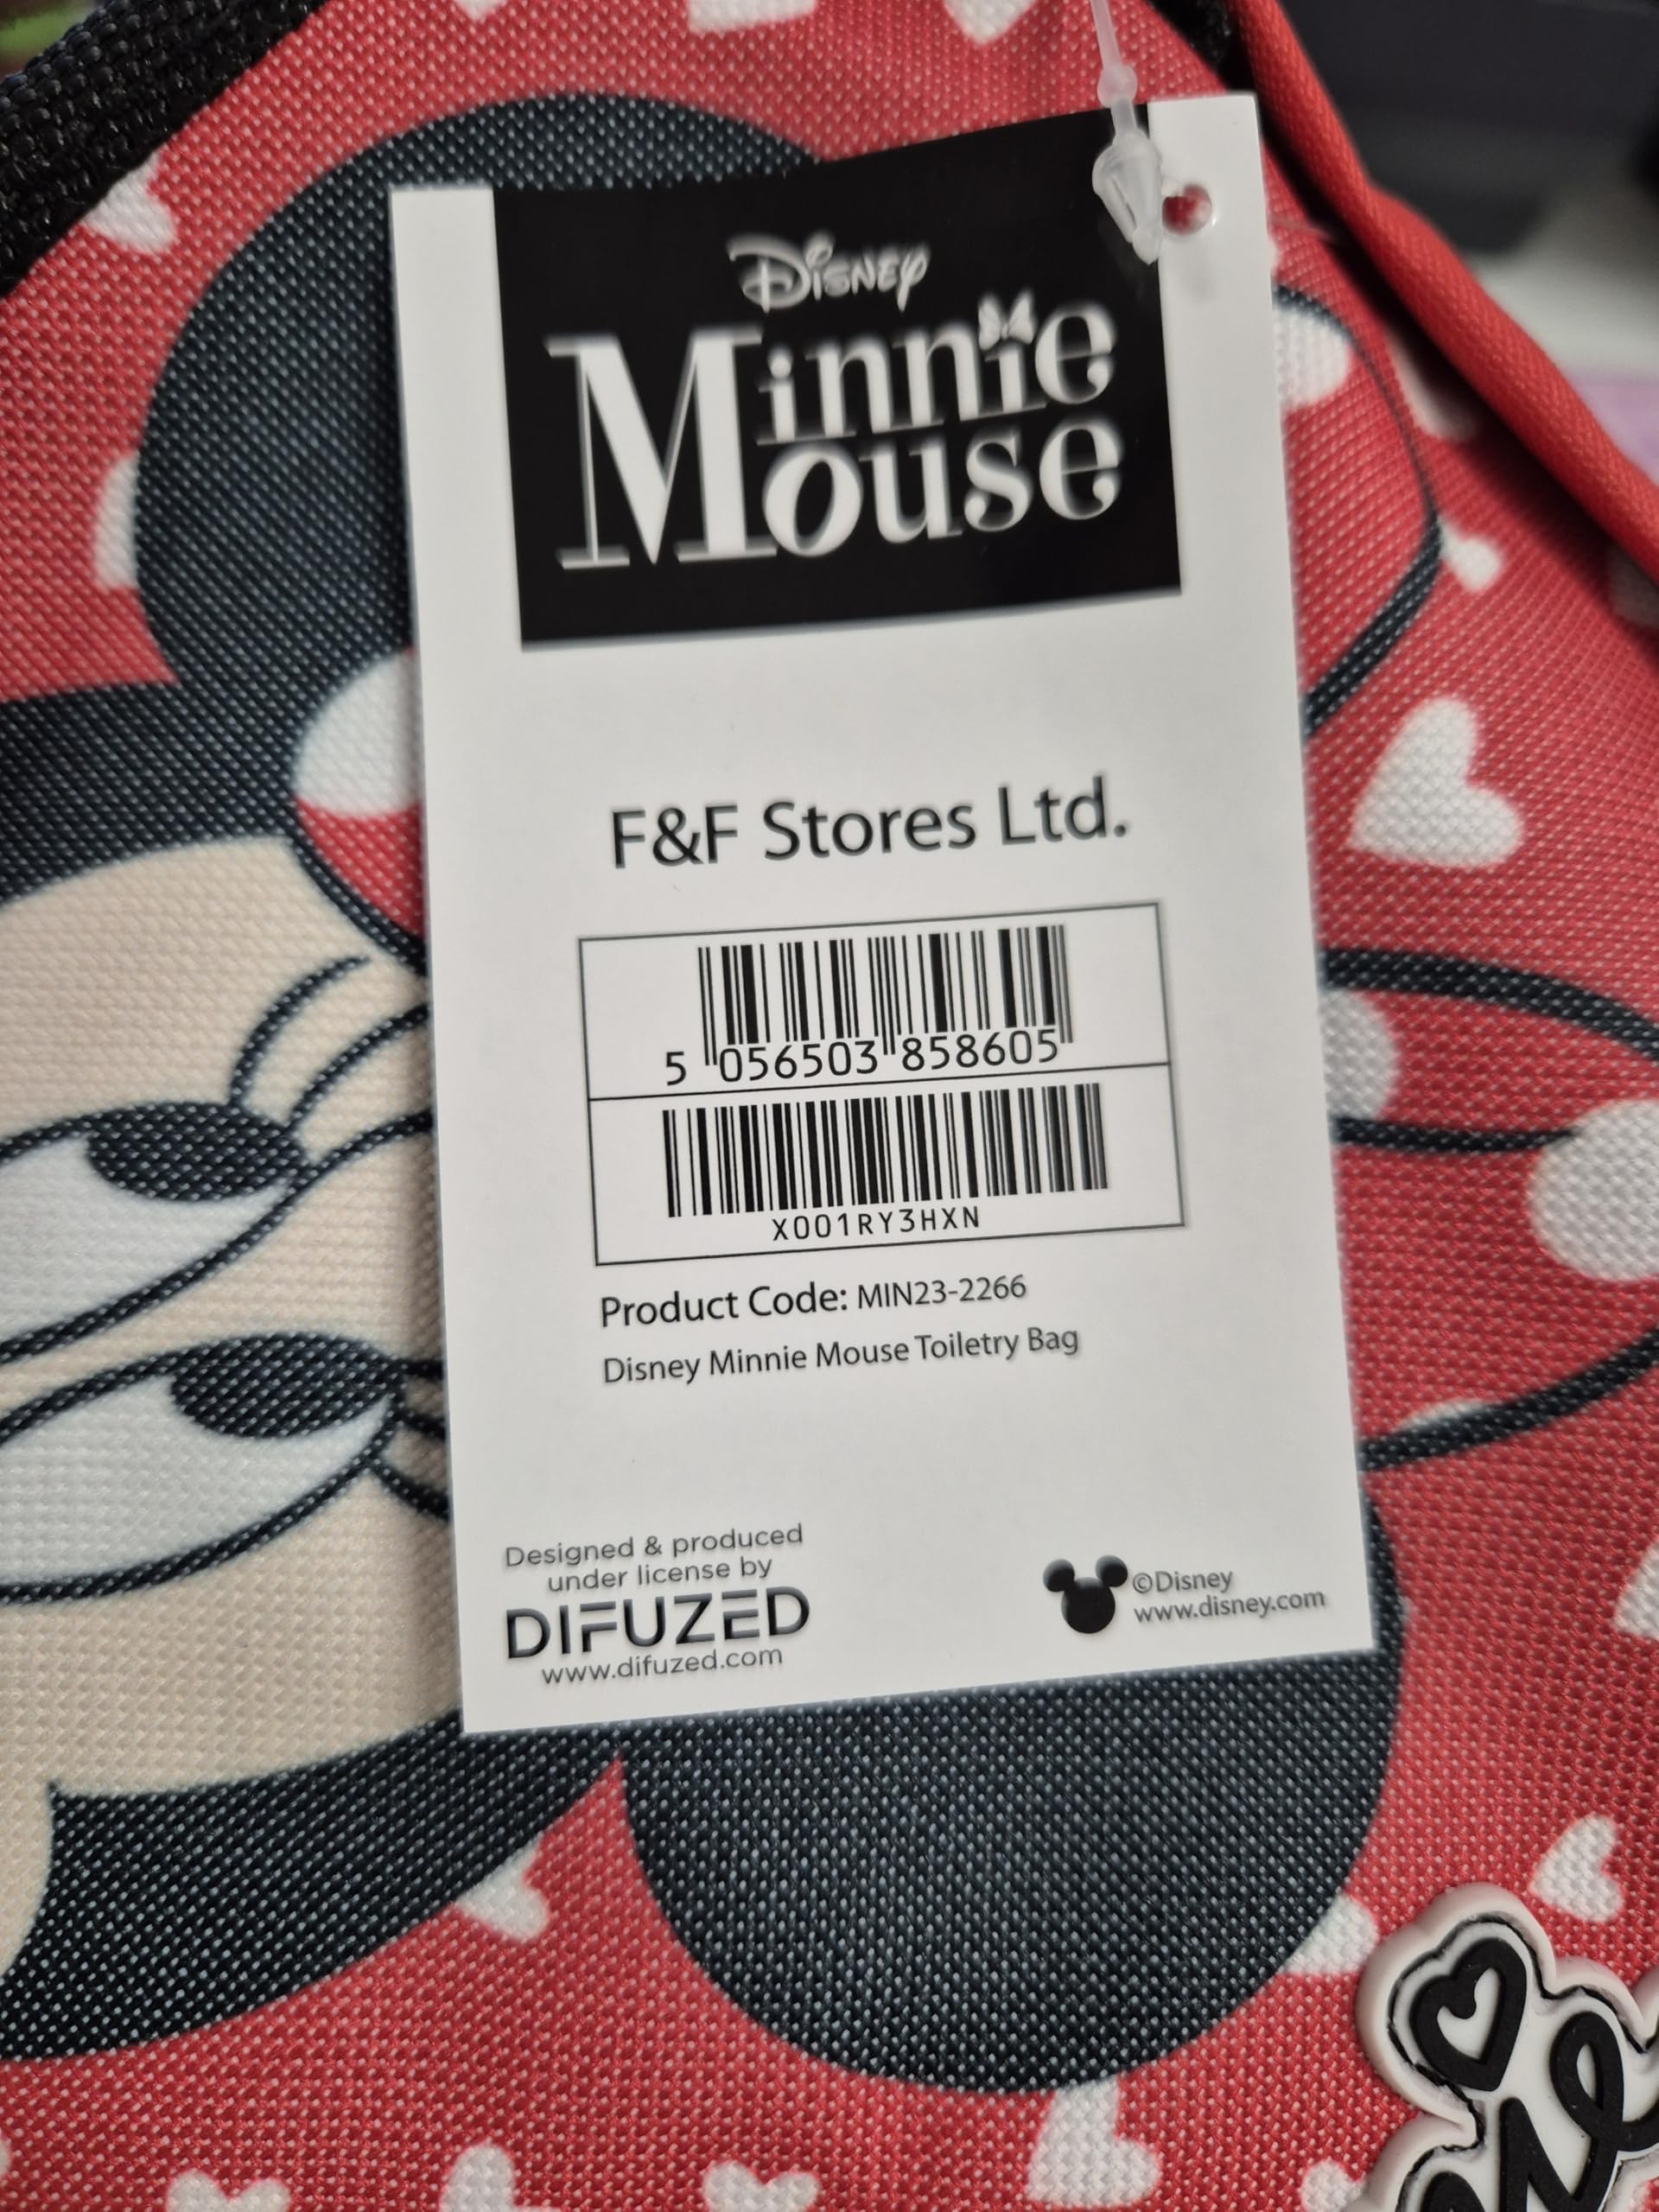 Disney
Minnie
Mouse
F&F Stores Ltd.
5 056503 858605
X001RY3HXN
Product Code: MIN23-2266
Disney Minnie Mouse Toiletry Bag
Designed & produced
under license by
DIFUZED
www.difuzed.com
©Disney
www.disney.com